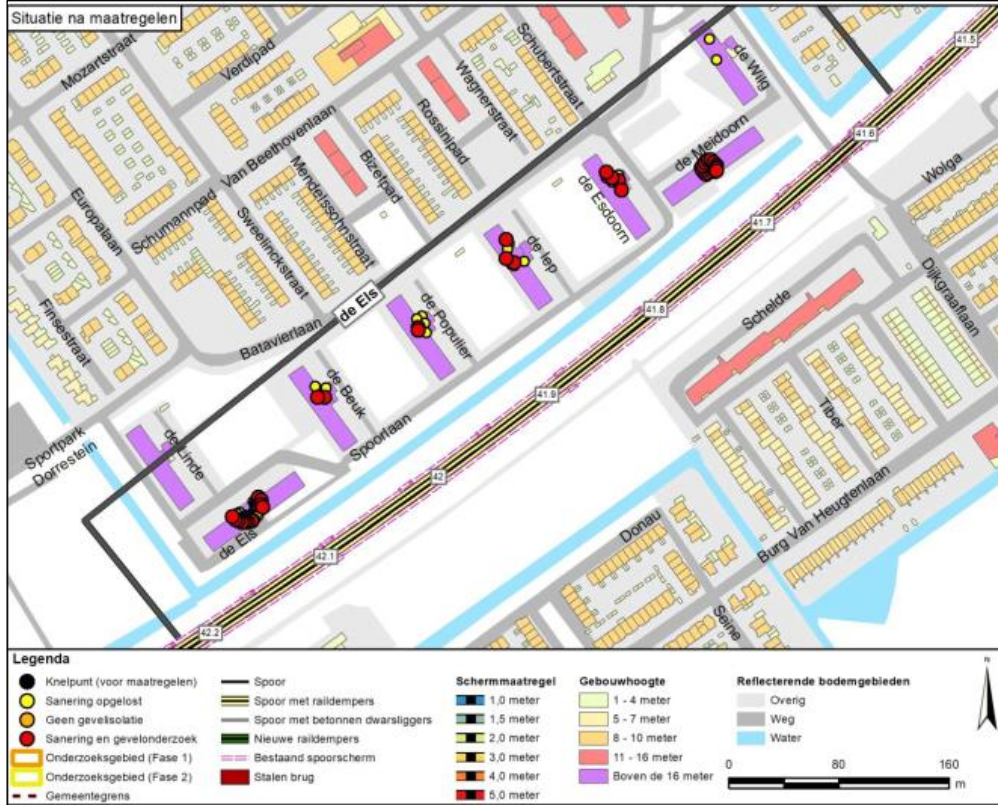 Situatie na maatregelen
Mozartstraat
Verdipad
Schubertstraat
Wagnerstraat
Rossinipad
Bizetpad
Van Beethovenlaan
Mendelssohnstraat
Schumannpad
Sweelinckstraat
Europalaan
Finsestraat
Batavierlaan
de Els
de Wilg
de Meidoorn
de Esdoorn
de Iep
de Populier
de Beuk
de Linde
de Els
Spoorlaan
Sportpark
Dorrestein
41.5
41.6
41.7
41.8
41.9
42
42.1
42.2
Wolga
Dijkgraaflaan
Schelde
Tiber
Burg Van Heugtenlaan
Donau
Seine
Legenda
Knelpunt (voor maatregelen)
Sanering opgelost
Geen gevelisolatie
Sanering en gevelonderzoek
Onderzoeksgebied (Fase 1)
Onderzoeksgebied (Fase 2)
Gemeentegrens
Spoor
Spoor met raildempers
Spoor met betonnen dwarsliggers
Nieuwe raildempers
Bestaand spoorscherm
Stalen brug
Schermmaatregel
1,0 meter
1,5 meter
2,0 meter
3,0 meter
4,0 meter
5,0 meter
Gebouwhoogte
1 - 4 meter
5 - 7 meter
8 - 10 meter
11 - 16 meter
Boven de 16 meter
Reflecterende bodemgebieden
Overig
Weg
Water
N
0 80 160
m